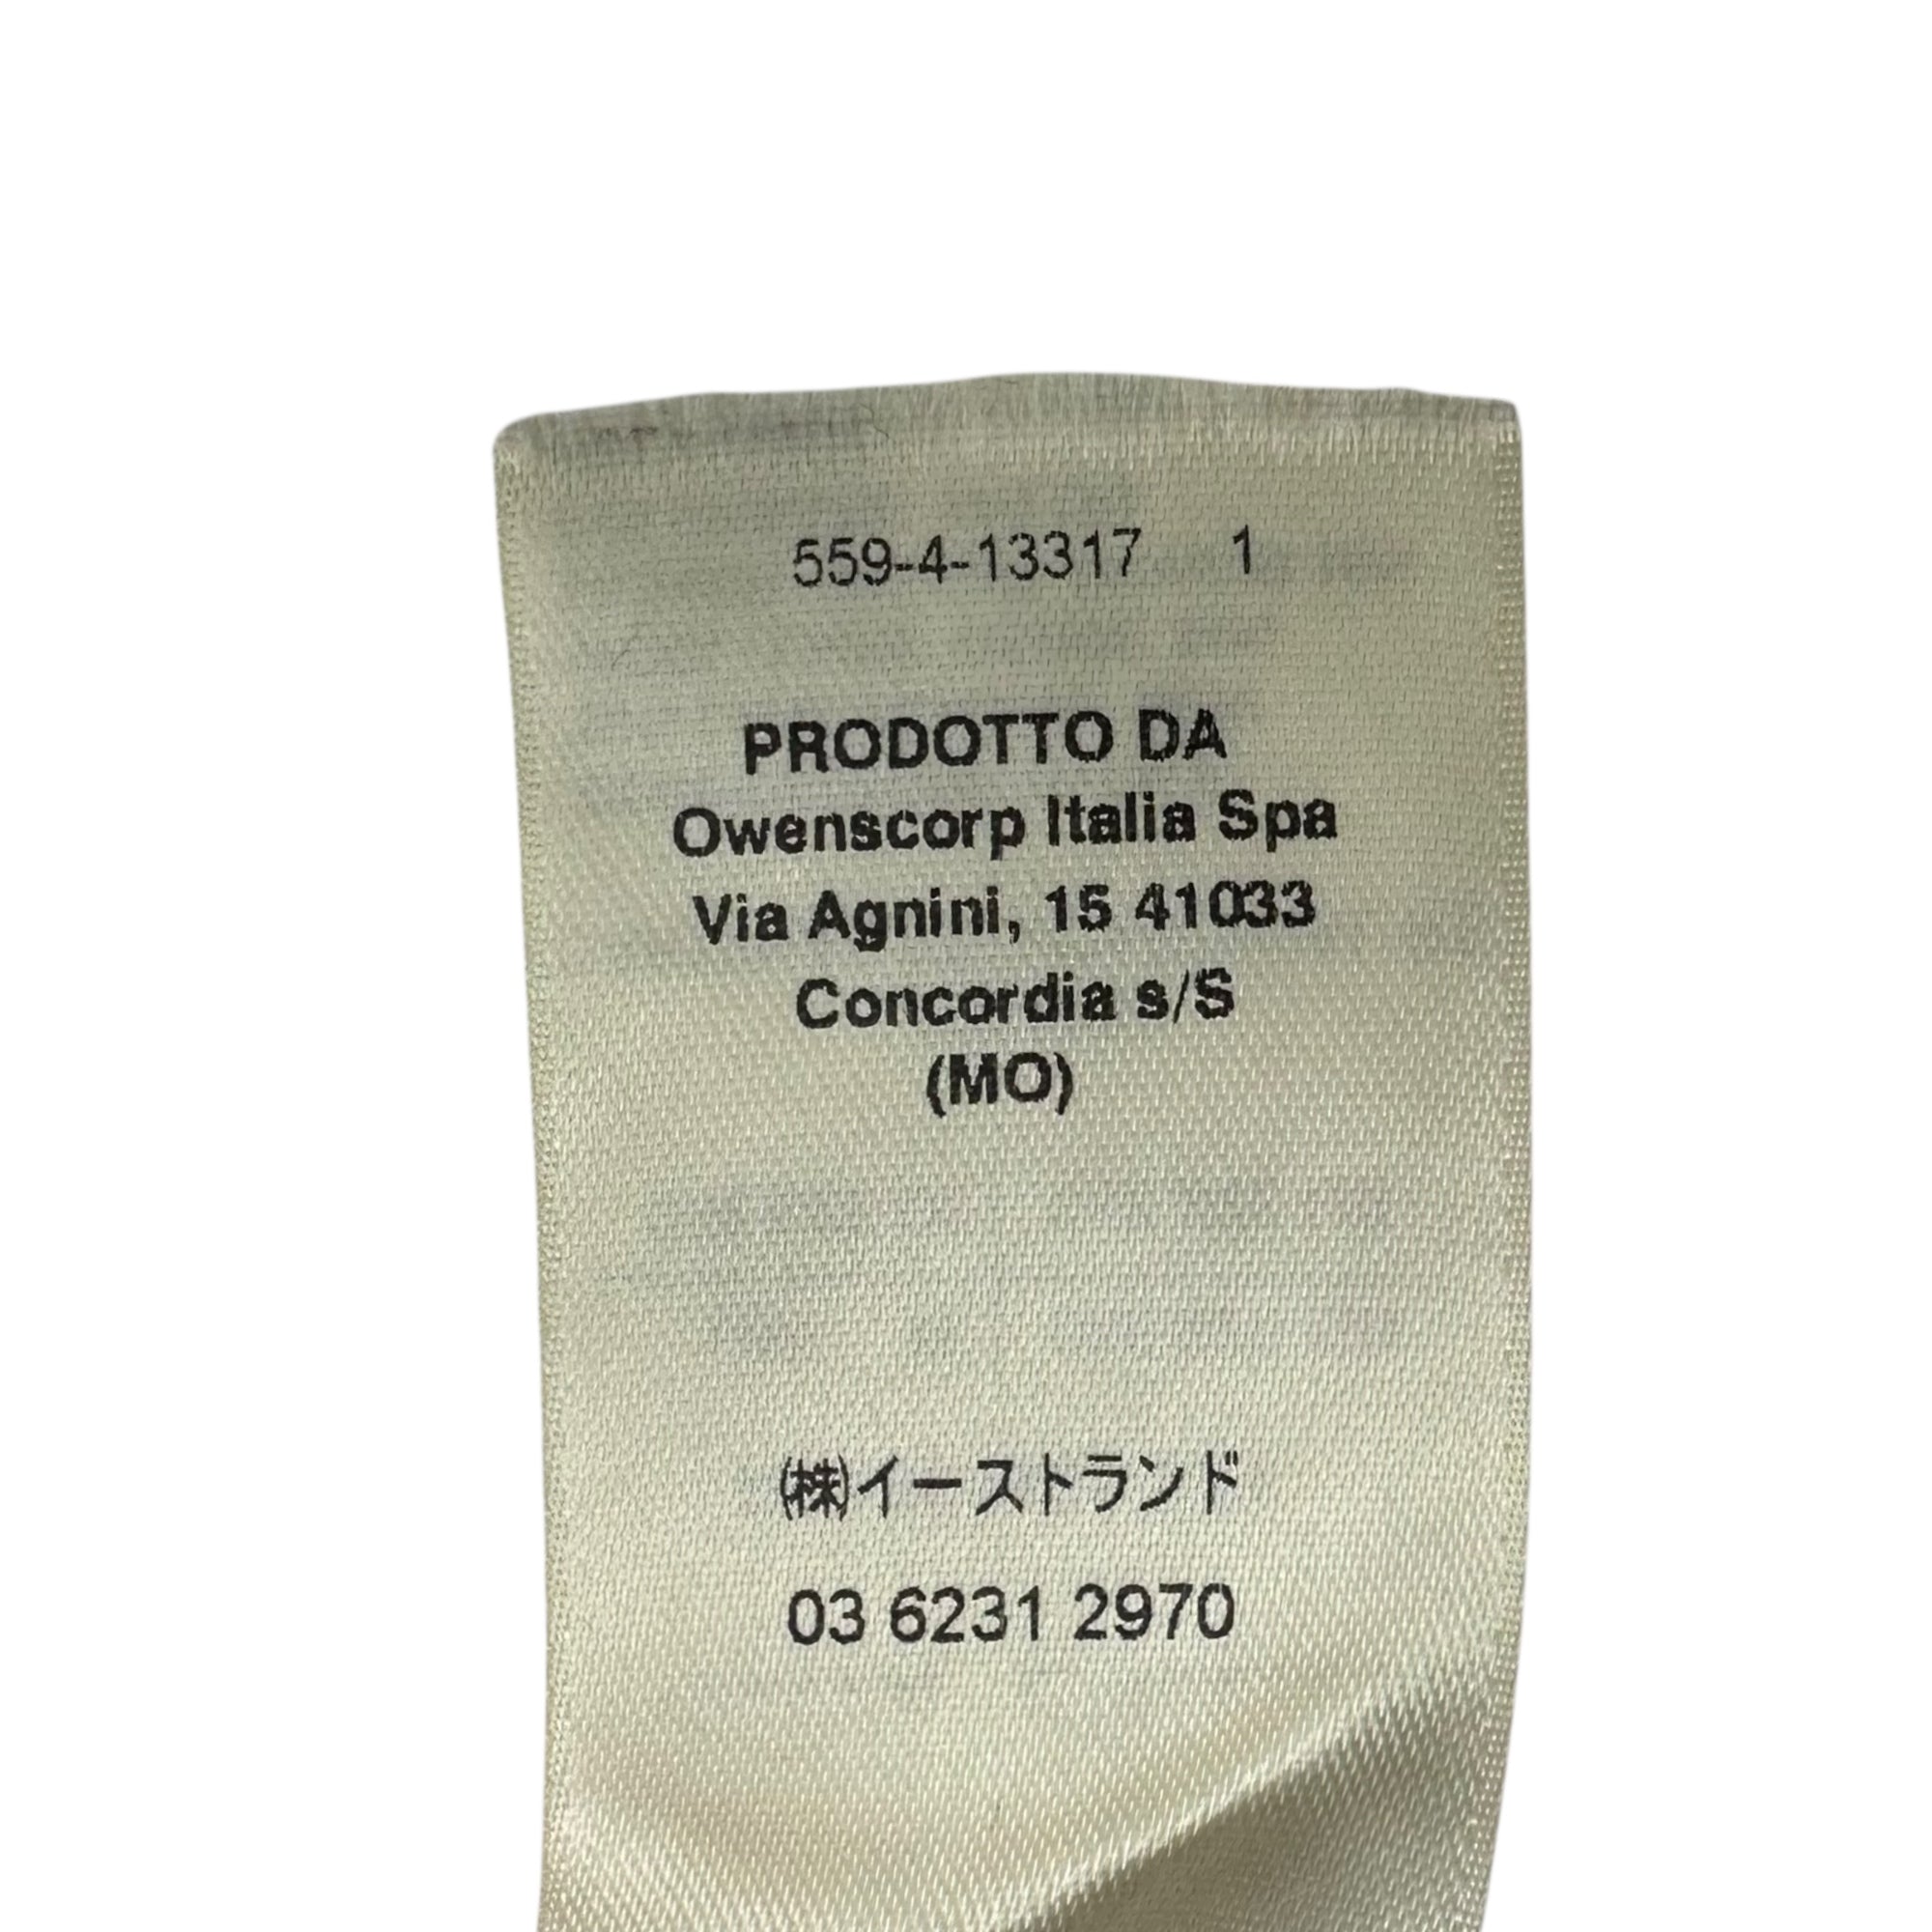 559-4-13317 1
PRODOTTO DA
Owenscorp Italia Spa
Via Agnini, 15 41033
Concordia s/S
(MO)
㈱イーストランド
03 6231 2970